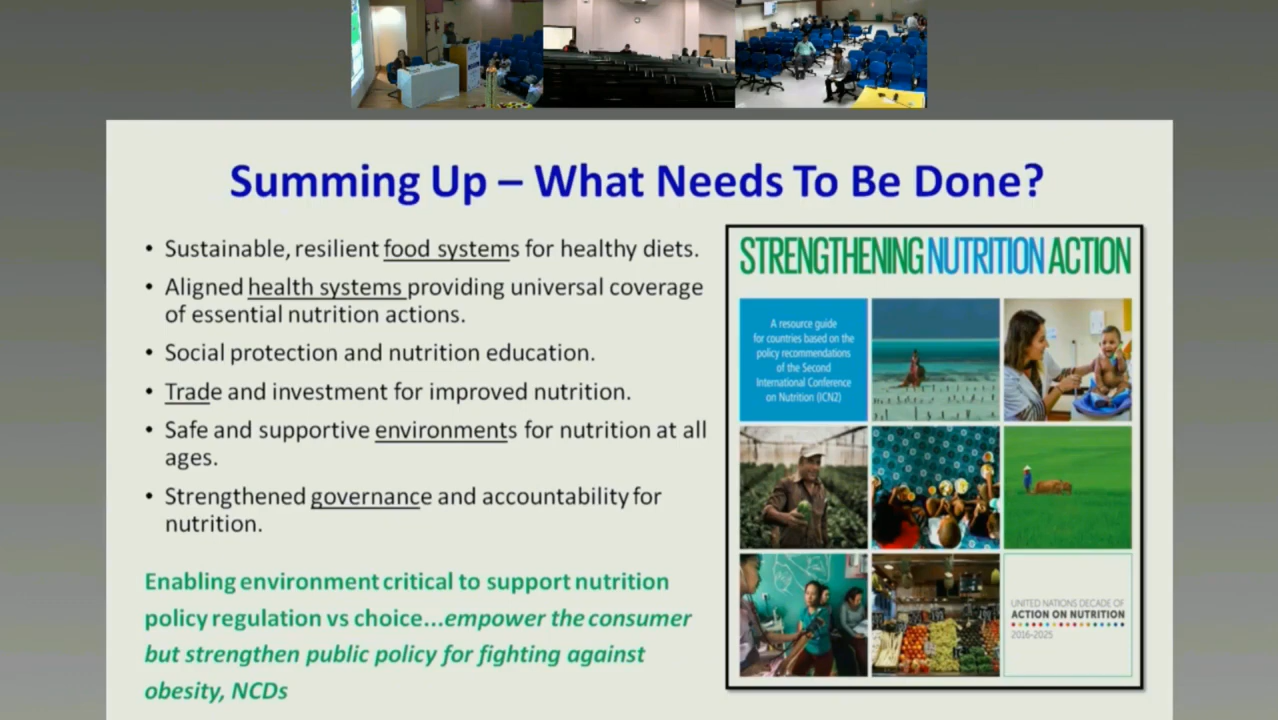 Summing Up – What Needs To Be Done?
• Sustainable, resilient food systems for healthy diets.
• Aligned health systems providing universal coverage
of essential nutrition actions.
• Social protection and nutrition education.
• Trade and investment for improved nutrition.
• Safe and supportive environments for nutrition at all
ages.
• Strengthened governance and accountability for
nutrition.
Enabling environment critical to support nutrition
policy regulation vs choice...empower the consumer
but strengthen public policy for fighting against
obesity, NCDs
STRENGTHENING NUTRITION ACTION
A resource guide
for countries based on the
policy recommendations
of the Second
International Conference
on Nutrition (ICN2)
UNITED NATIONS DECADE OF
ACTION ON NUTRITION
2016-2025